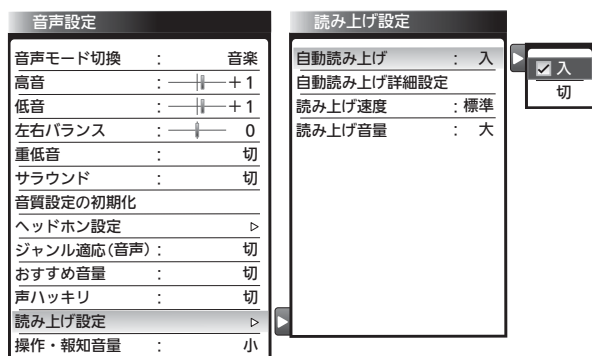 音声設定
音声モード切換 : 音楽
高音 : +1
低音 : +1
左右バランス : 0
重低音 : 切
サラウンド : 切
音質設定の初期化
ヘッドホン設定 ▷
ジャンル適応(音声) : 切
おすすめ音量 : 切
声ハッキリ : 切
読み上げ設定 ▷
操作・報知音量 : 小
読み上げ設定
自動読み上げ : 入
自動読み上げ詳細設定
読み上げ速度 : 標準
読み上げ音量 : 大
入
切